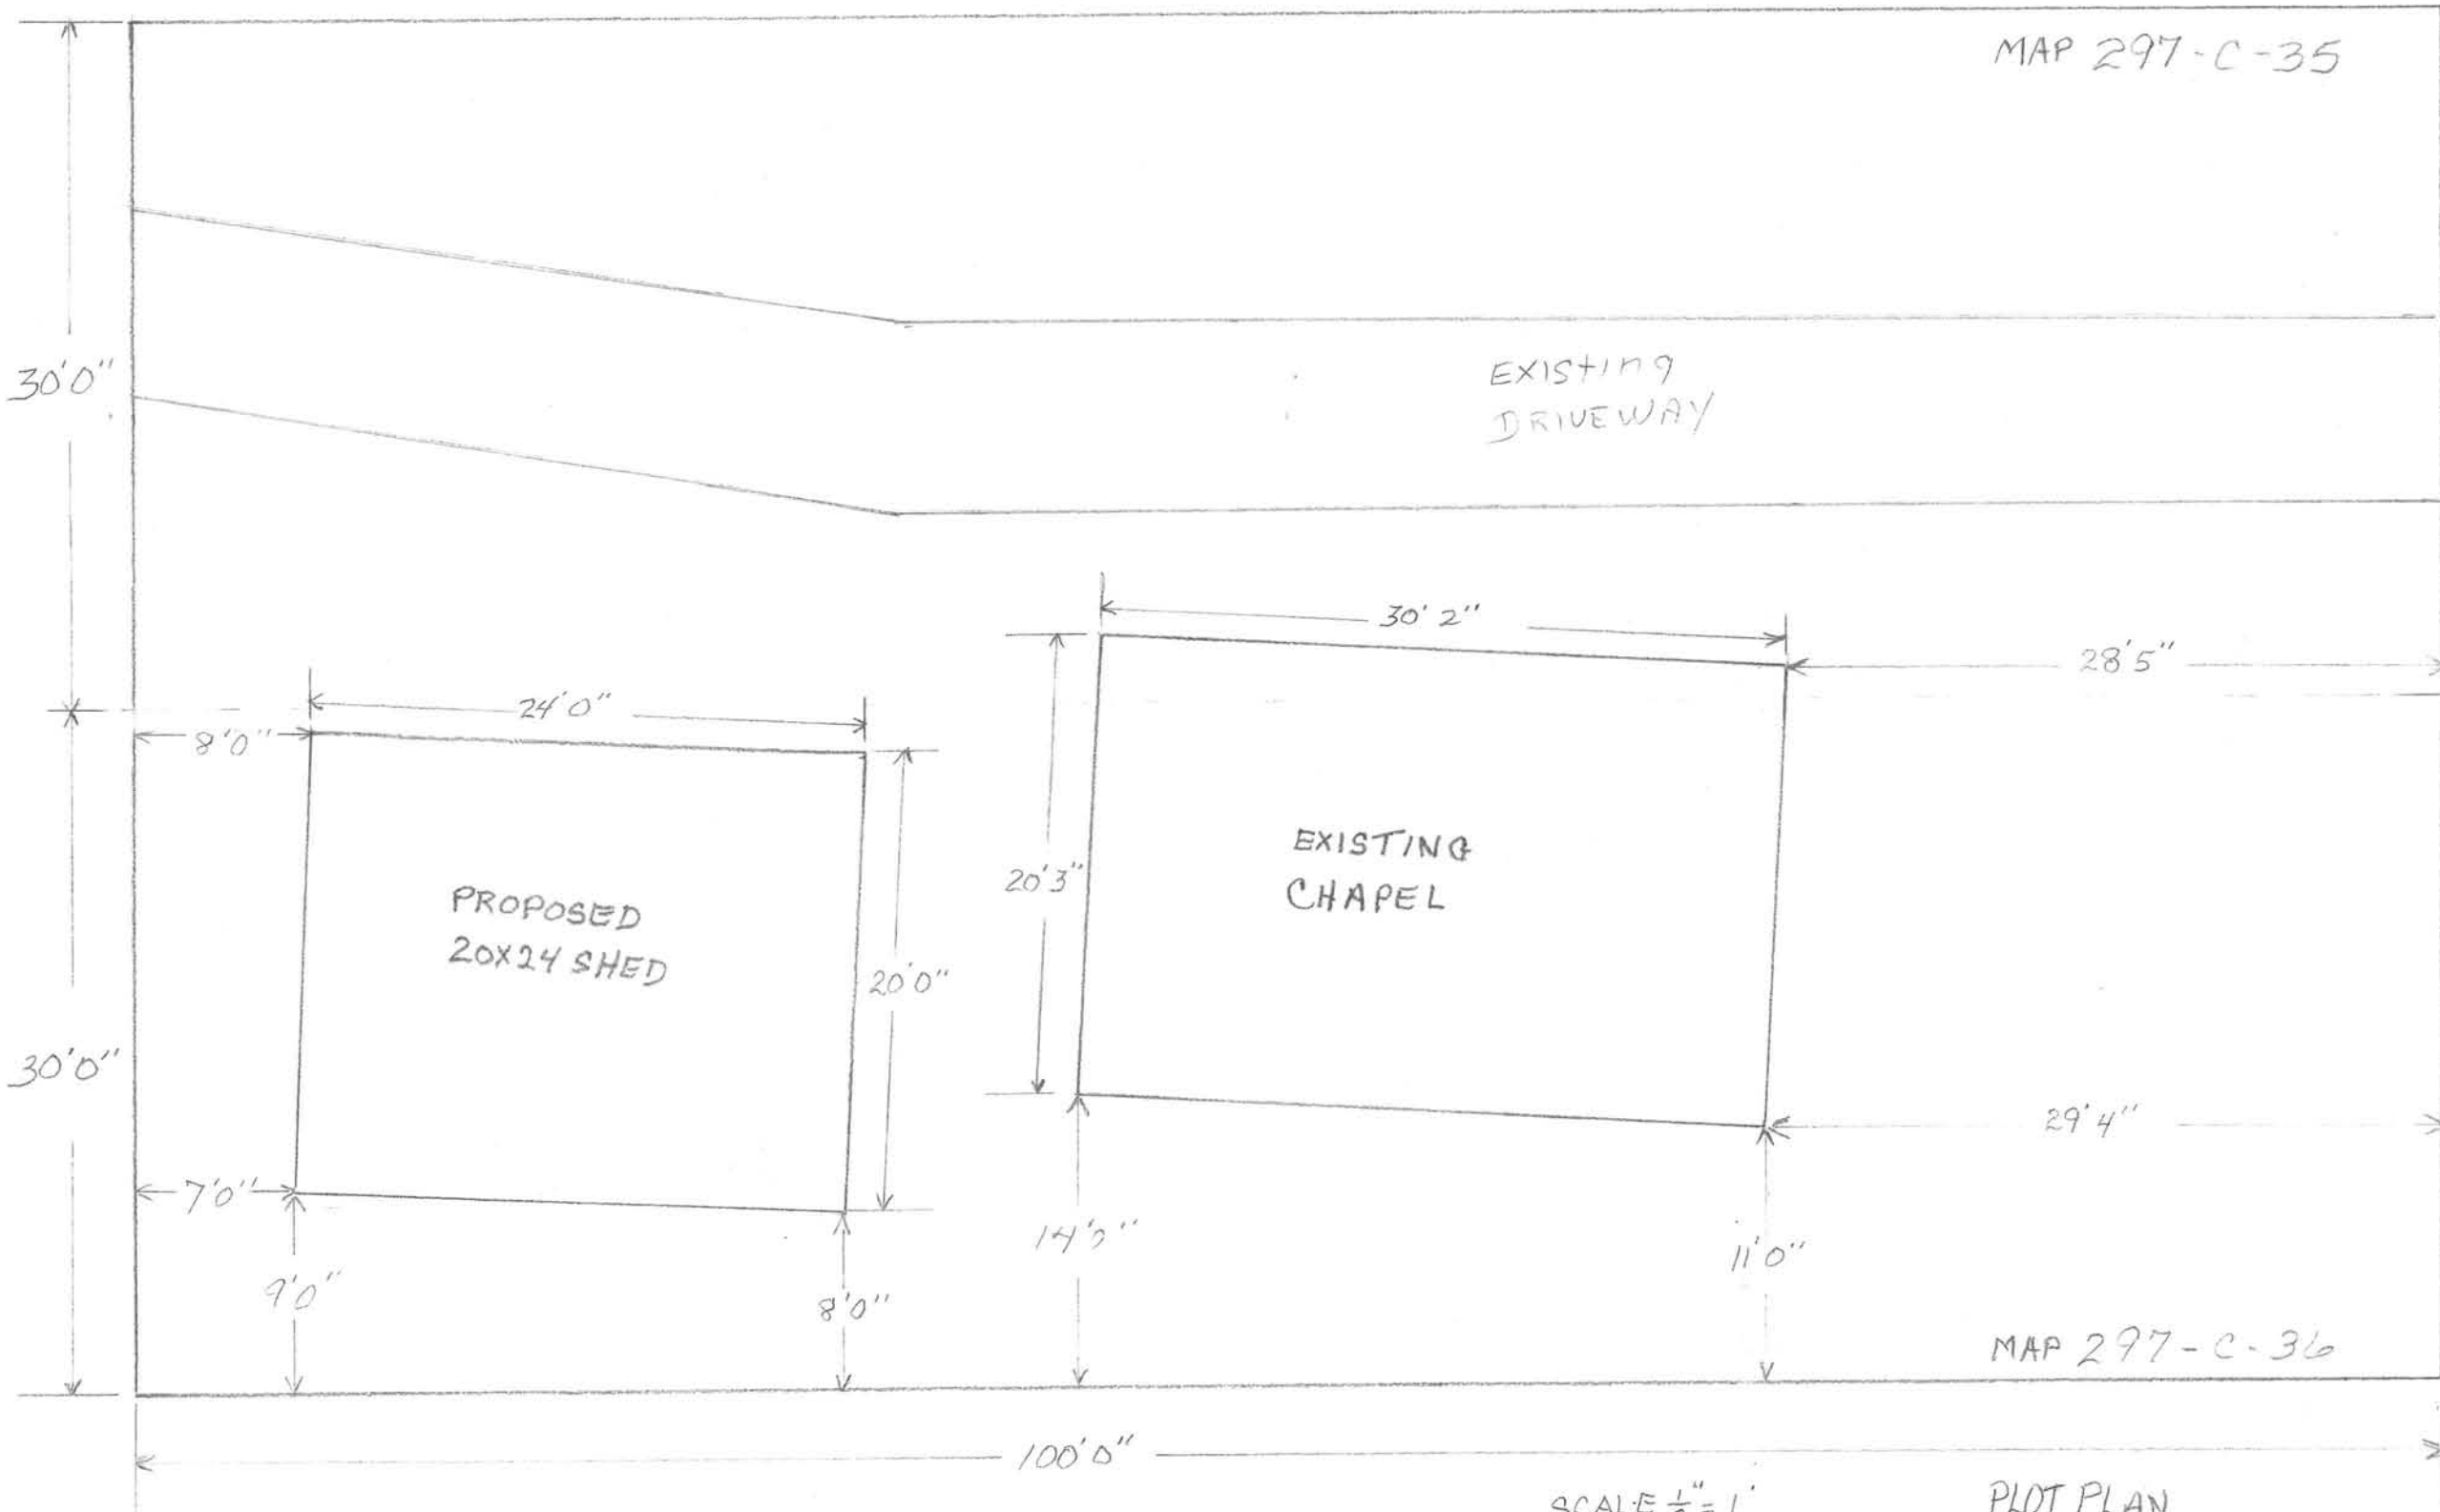 MAP 297-C-35
30'0"
EXISTING
DRIVEWAY
30'2"
28'5"
24'0"
8'0"
20'3"
EXISTING
CHAPEL
PROPOSED
20X24 SHED
20'0"
30'0"
29'4"
7'0"
14'0"
11'0"
9'0"
8'0"
MAP 297-C-36
100'0"
PLOT PLAN